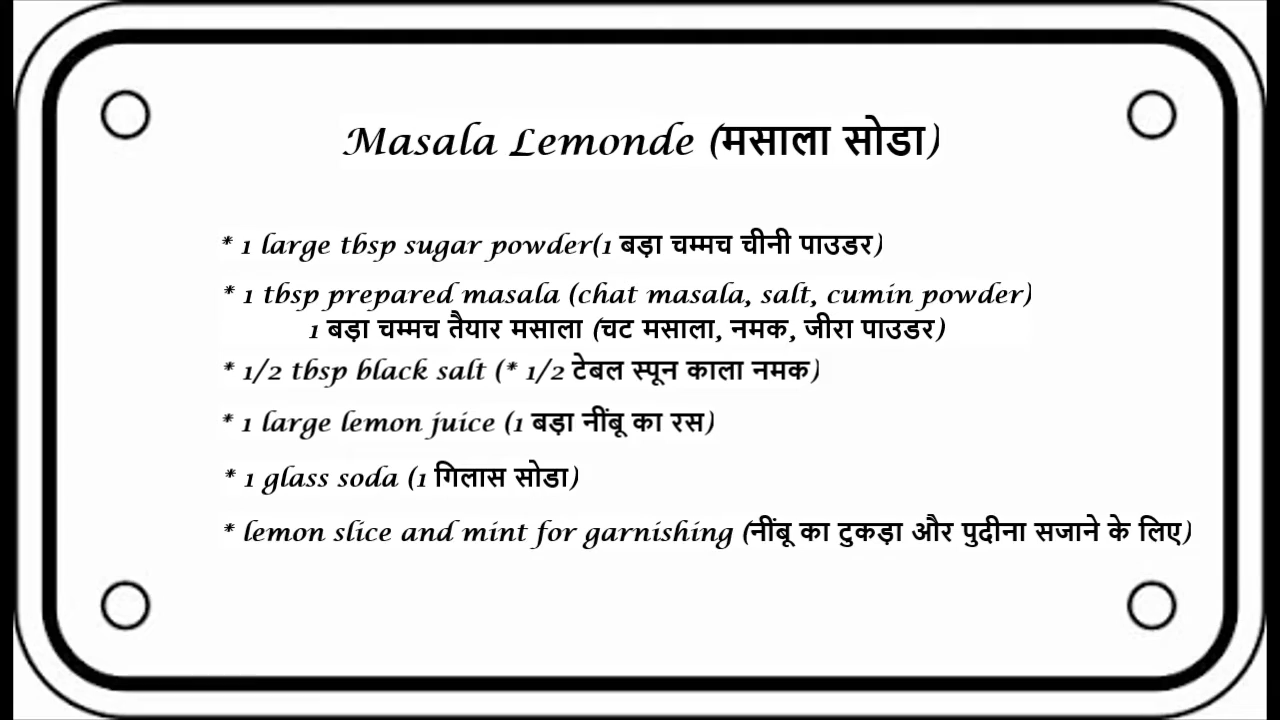 Masala Lemonde (मसाला सोडा)
* 1 large tbsp sugar powder(1 बड़ा चम्मच चीनी पाउडर)
* 1 tbsp prepared masala (chat masala, salt, cumin powder)
1 बड़ा चम्मच तैयार मसाला (चट मसाला, नमक, जीरा पाउडर)
* 1/2 tbsp black salt (* 1/2 टेबल स्पून काला नमक)
* 1 large lemon juice (1 बड़ा नींबू का रस)
* 1 glass soda (1 गिलास सोडा)
* lemon slice and mint for garnishing (नींबू का टुकड़ा और पुदीना सजाने के लिए)